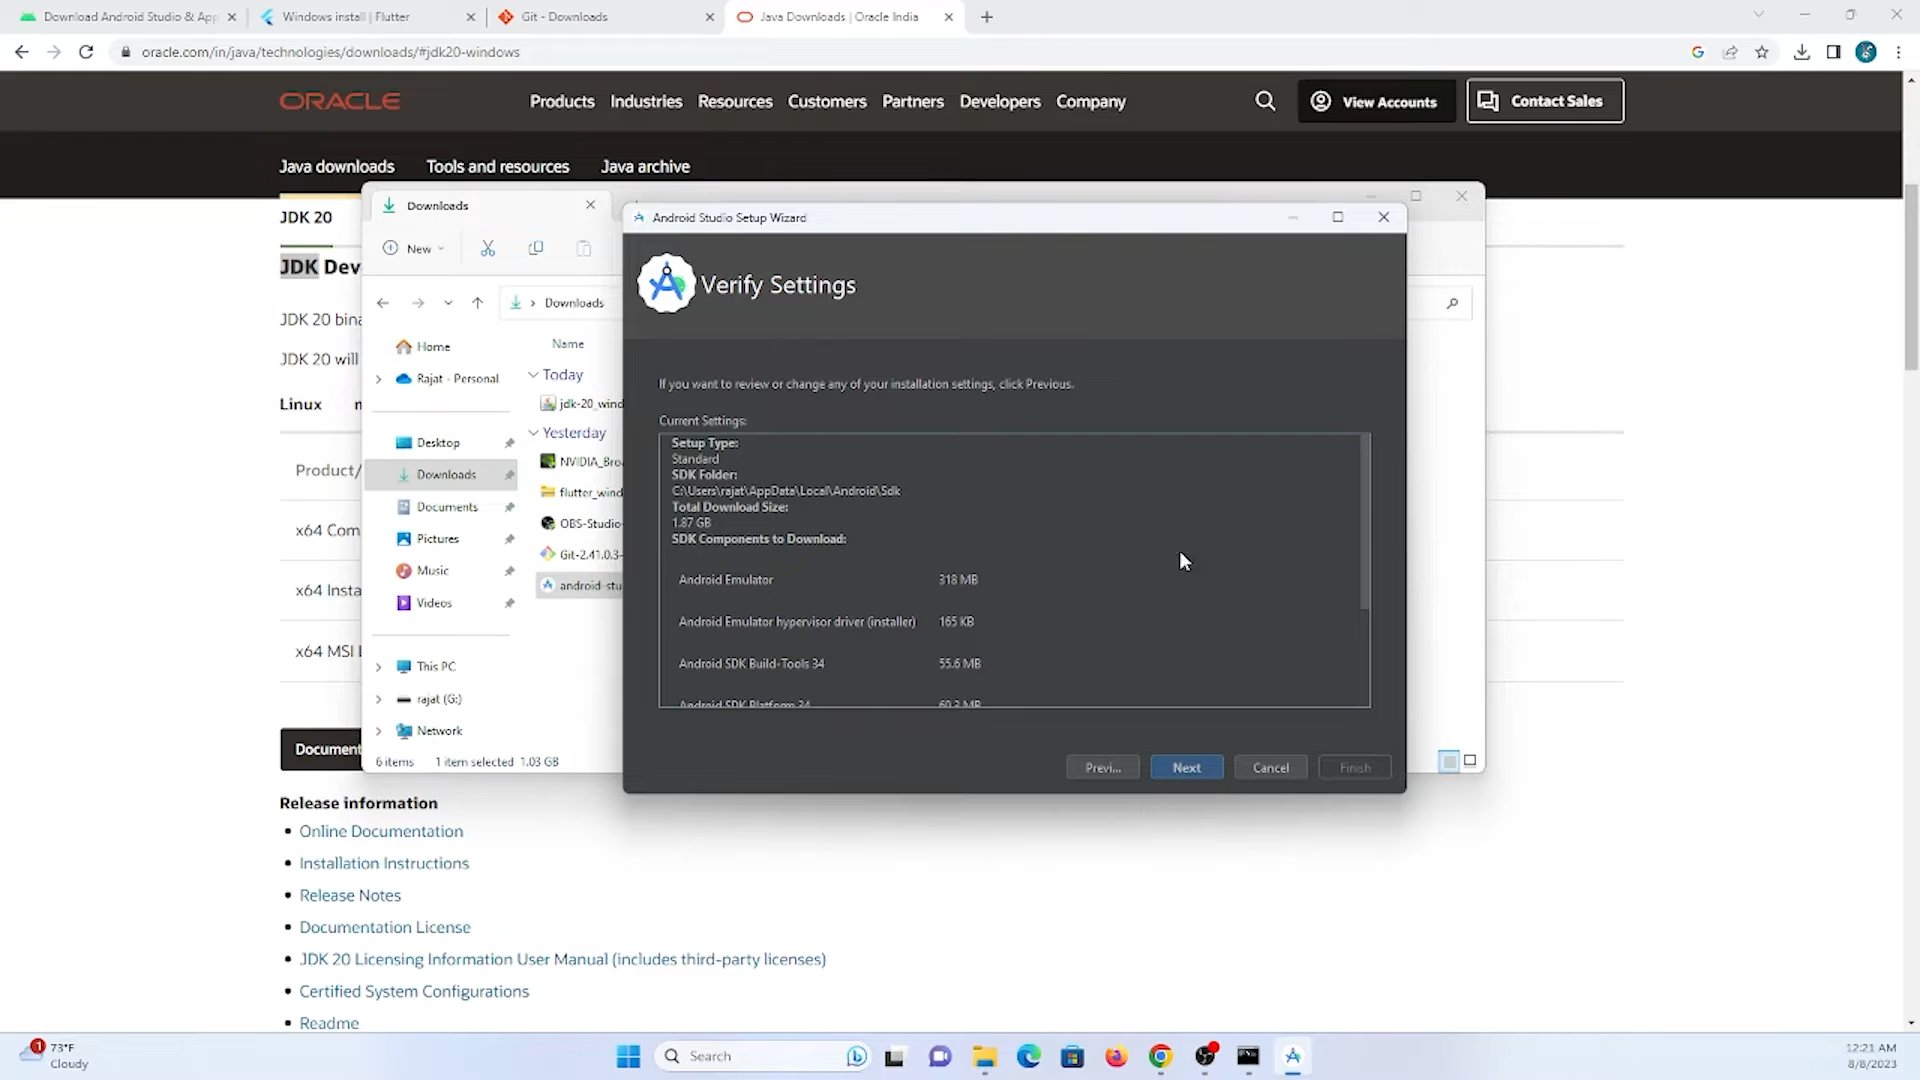 Download Android Studio & App
Windows install | Flutter
Git - Downloads
Java Downloads | Oracle India
oracle.com/in/java/technologies/downloads/#jdk20-windows
ORACLE
Products
Industries
Resources
Customers
Partners
Developers
Company
View Accounts
Contact Sales
Java downloads
Tools and resources
Java archive
JDK 20
JDK Dev
JDK 20 bina
JDK 20 will
Linux
Product/
x64 Com
x64 Insta
x64 MSI
Document
Downloads
New
Downloads
Home
Rajat - Personal
Desktop
Downloads
Documents
Pictures
Music
Videos
This PC
rajat (G:)
Network
Name
Today
jdk-20_wind
Yesterday
NVIDIA_Bro
flutter_wind
OBS-Studio-
Git-2.41.0.3-
android-stu
6 items
1 item selected 1.03 GB
Android Studio Setup Wizard
Verify Settings
If you want to review or change any of your installation settings, click Previous.
Current Settings:
Setup Type:
Standard
SDK Folder:
C:\Users\rajat\AppData\Local\Android\Sdk
Total Download Size:
1.87 GB
SDK Components to Download:
Android Emulator 318 MB
Android Emulator hypervisor driver (installer) 165 KB
Android SDK Build-Tools 34 55.6 MB
Android SDK Platform 34 60.3 MB
Previ...
Next
Cancel
Finish
Release information
Online Documentation
Installation Instructions
Release Notes
Documentation License
JDK 20 Licensing Information User Manual (includes third-party licenses)
Certified System Configurations
Readme
1
73°F
Cloudy
Search
12:21 AM
8/8/2023